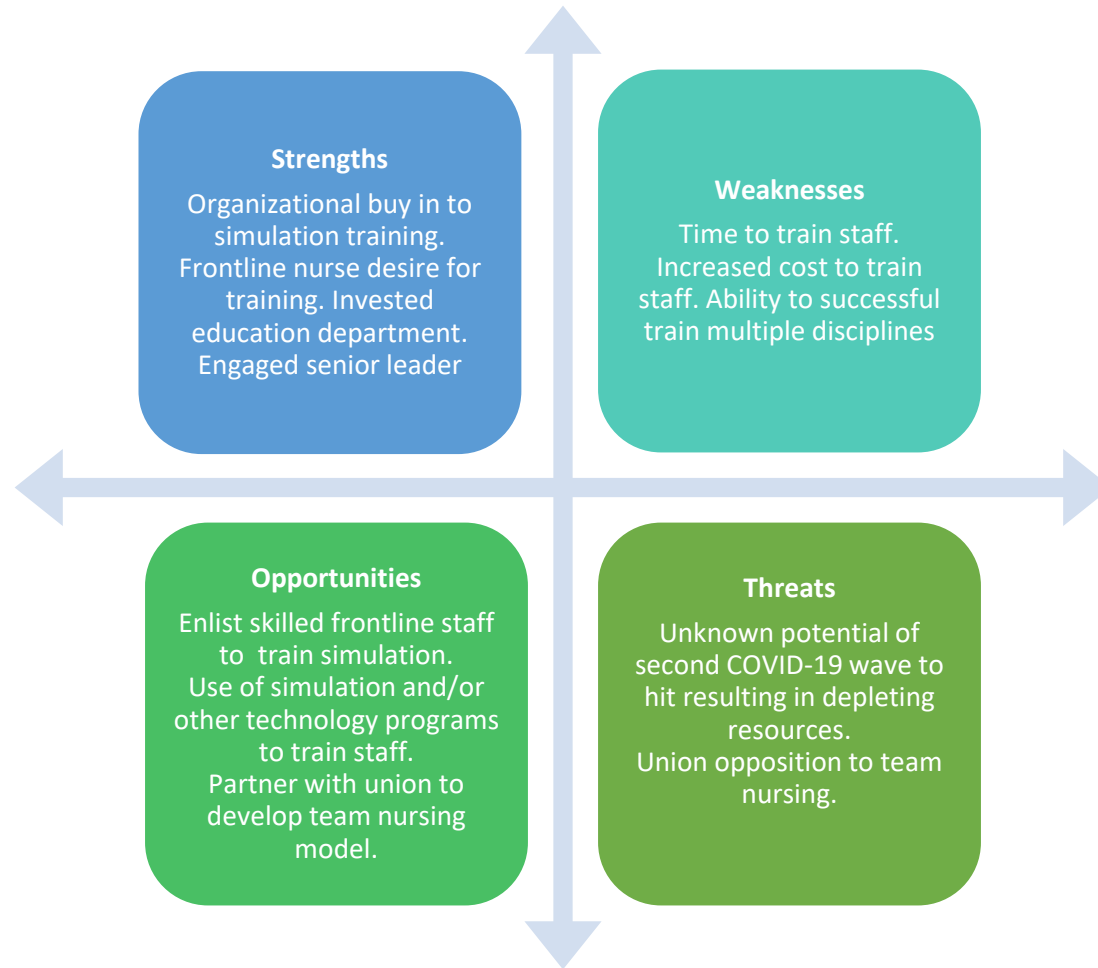 Strengths
Organizational buy in to
simulation training.
Frontline nurse desire for
training. Invested
education department.
Engaged senior leader
Weaknesses
Time to train staff.
Increased cost to train
staff. Ability to successful
train multiple disciplines
Opportunities
Enlist skilled frontline staff
to  train simulation.
Use of simulation and/or
other technology programs
to train staff.
Partner with union to
develop team nursing
model.
Threats
Unknown potential of
second COVID-19 wave to
hit resulting in depleting
resources.
Union opposition to team
nursing.